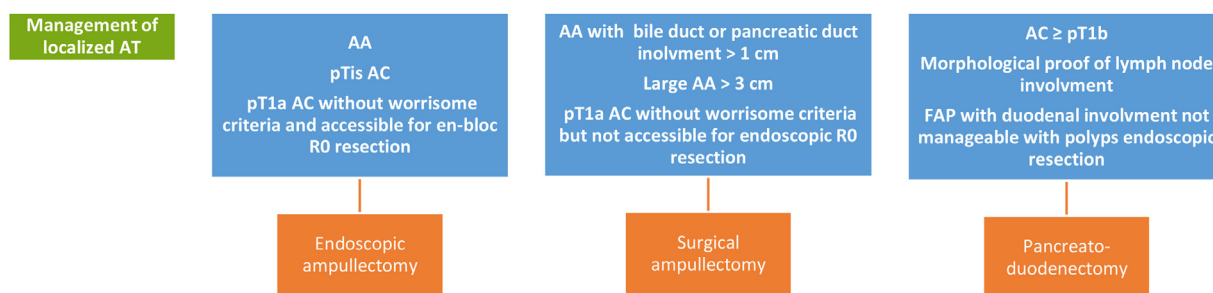 Management of
localized AT
AA
pTis AC
pT1a AC without worrisome
criteria and accessible for en-bloc
R0 resection
Endoscopic
ampullectomy
AA with bile duct or pancreatic duct
inolvment > 1 cm
Large AA > 3 cm
pT1a AC without worrisome criteria
but not accessible for endoscopic R0
resection
Surgical
ampullectomy
AC ≥ pT1b
Morphological proof of lymph node
involvment
FAP with duodenal involvment not
manageable with polyps endoscopic
resection
Pancreato-
duodenectomy